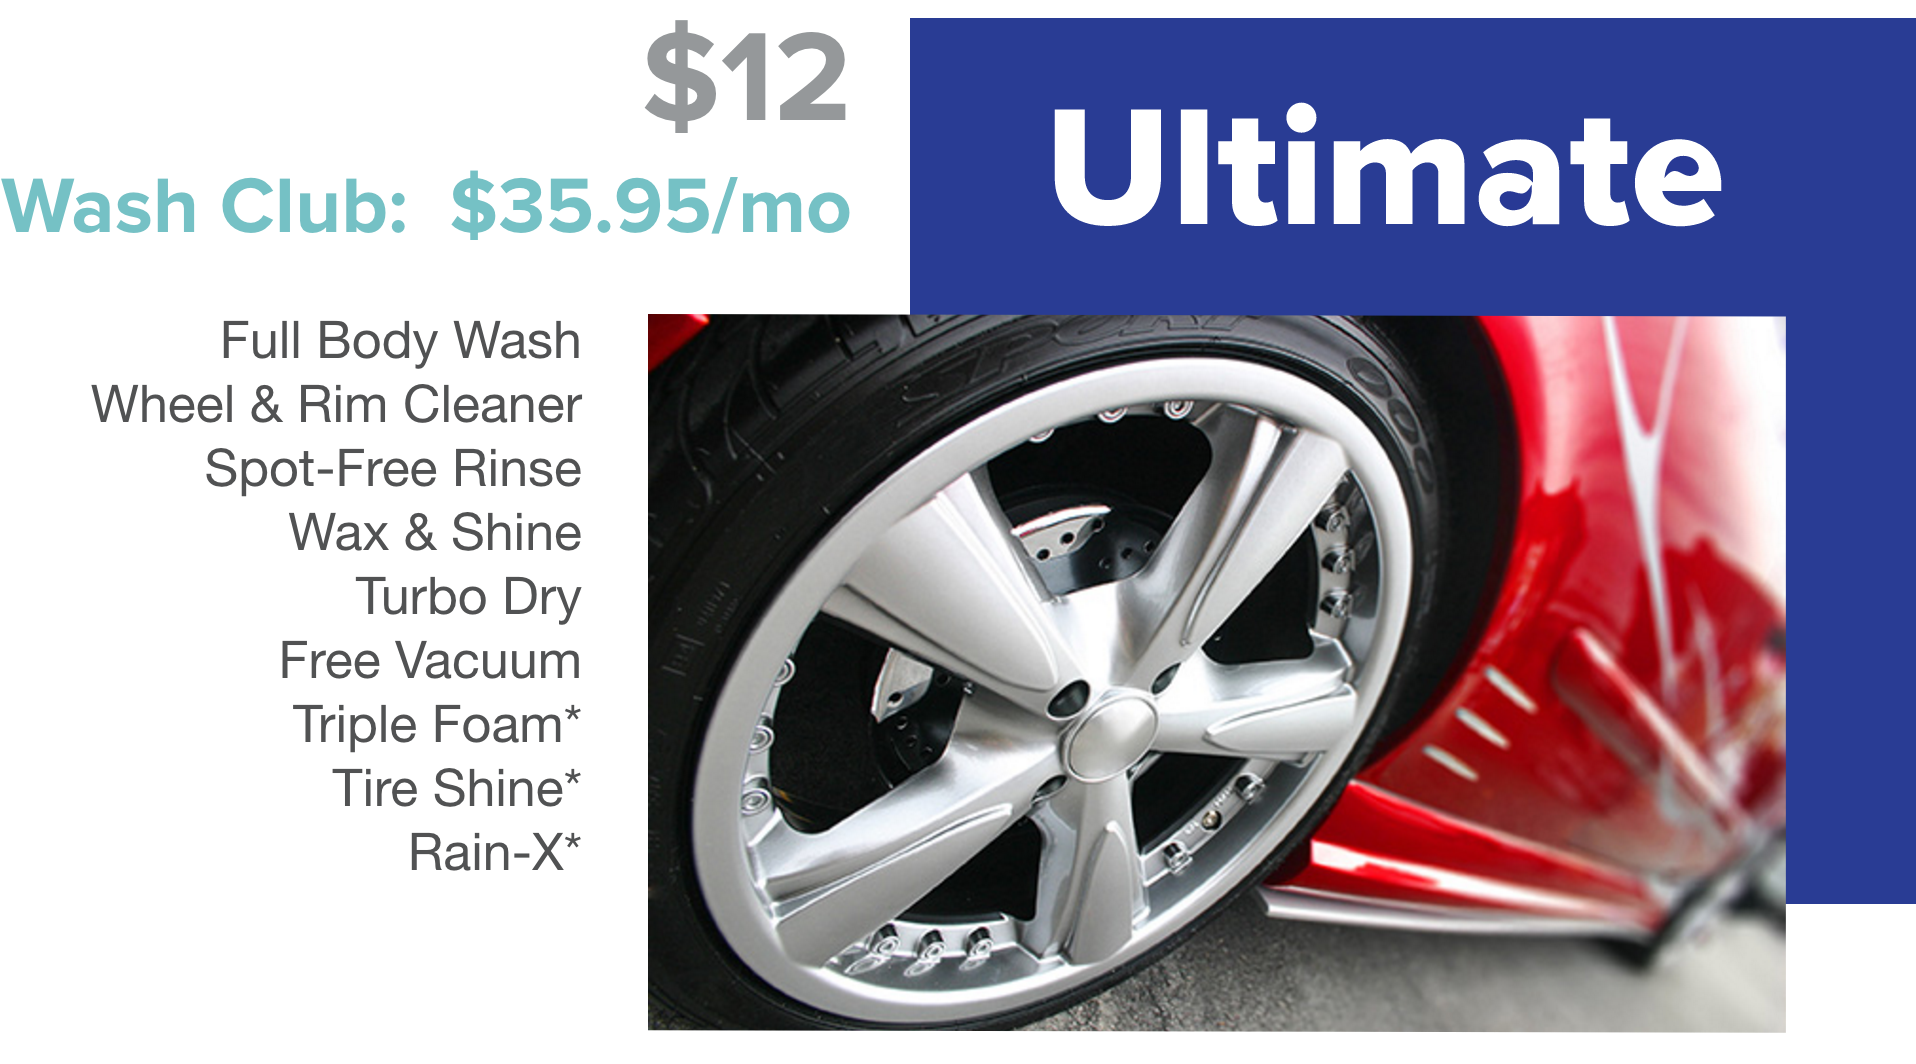 $12
Wash Club: $35.95/mo
Ultimate
Full Body Wash
Wheel & Rim Cleaner
Spot-Free Rinse
Wax & Shine
Turbo Dry
Free Vacuum
Triple Foam*
Tire Shine*
Rain-X*
SPORT